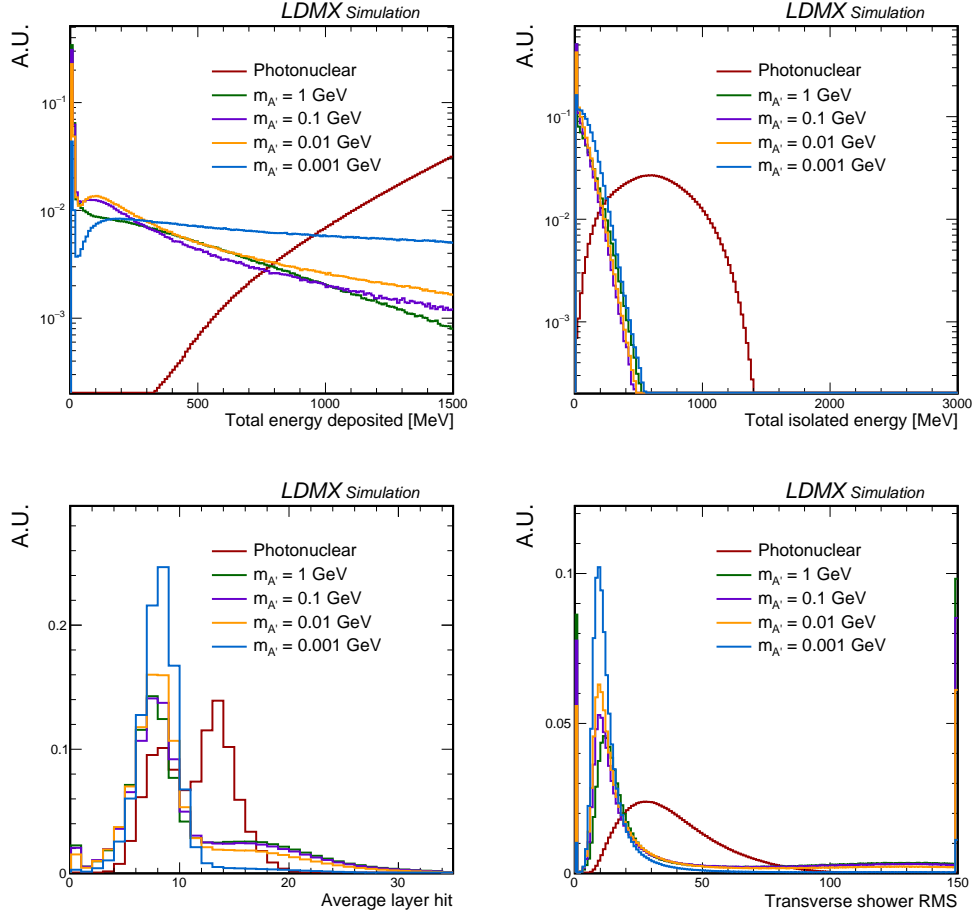 LDMX Simulation
A.U.
10⁻¹
10⁻²
10⁻³
Photonuclear
m_A' = 1 GeV
m_A' = 0.1 GeV
m_A' = 0.01 GeV
m_A' = 0.001 GeV
0 500 1000 1500
Total energy deposited [MeV]
LDMX Simulation
A.U.
10⁻¹
10⁻²
10⁻³
Photonuclear
m_A' = 1 GeV
m_A' = 0.1 GeV
m_A' = 0.01 GeV
m_A' = 0.001 GeV
0 1000 2000 3000
Total isolated energy [MeV]
LDMX Simulation
A.U.
0.2
0.1
0
Photonuclear
m_A' = 1 GeV
m_A' = 0.1 GeV
m_A' = 0.01 GeV
m_A' = 0.001 GeV
0 10 20 30
Average layer hit
LDMX Simulation
A.U.
0.1
0.05
0
Photonuclear
m_A' = 1 GeV
m_A' = 0.1 GeV
m_A' = 0.01 GeV
m_A' = 0.001 GeV
0 50 100 150
Transverse shower RMS